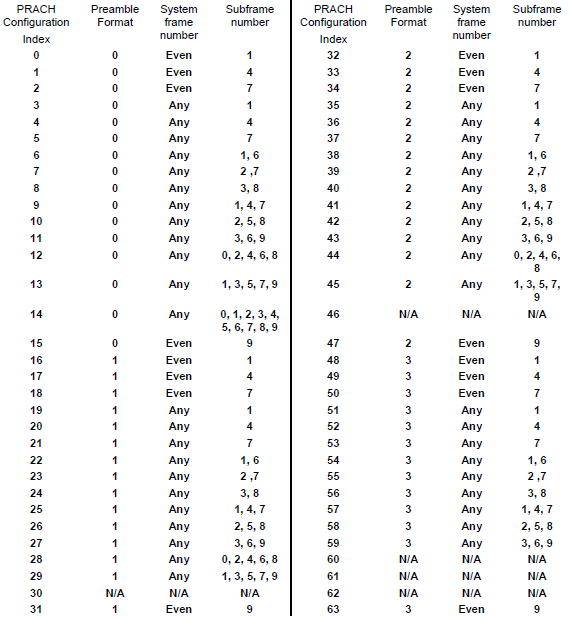 PRACH Configuration Index Preamble Format System frame number Subframe number
0 0 Even 1
1 0 Even 4
2 0 Even 7
3 0 Any 1
4 0 Any 4
5 0 Any 7
6 0 Any 1, 6
7 0 Any 2 ,7
8 0 Any 3, 8
9 0 Any 1, 4, 7
10 0 Any 2, 5, 8
11 0 Any 3, 6, 9
12 0 Any 0, 2, 4, 6, 8
13 0 Any 1, 3, 5, 7, 9
14 0 Any 0, 1, 2, 3, 4,
5, 6, 7, 8, 9
15 0 Even 9
16 1 Even 1
17 1 Even 4
18 1 Even 7
19 1 Any 1
20 1 Any 4
21 1 Any 7
22 1 Any 1, 6
23 1 Any 2 ,7
24 1 Any 3, 8
25 1 Any 1, 4, 7
26 1 Any 2, 5, 8
27 1 Any 3, 6, 9
28 1 Any 0, 2, 4, 6, 8
29 1 Any 1, 3, 5, 7, 9
30 N/A N/A N/A
31 1 Even 9
PRACH Configuration Index Preamble Format System frame number Subframe number
32 2 Even 1
33 2 Even 4
34 2 Even 7
35 2 Any 1
36 2 Any 4
37 2 Any 7
38 2 Any 1, 6
39 2 Any 2 ,7
40 2 Any 3, 8
41 2 Any 1, 4, 7
42 2 Any 2, 5, 8
43 2 Any 3, 6, 9
44 2 Any 0, 2, 4, 6,
8
45 2 Any 1, 3, 5, 7,
9
46 N/A N/A N/A
47 2 Even 9
48 3 Even 1
49 3 Even 4
50 3 Even 7
51 3 Any 1
52 3 Any 4
53 3 Any 7
54 3 Any 1, 6
55 3 Any 2 ,7
56 3 Any 3, 8
57 3 Any 1, 4, 7
58 3 Any 2, 5, 8
59 3 Any 3, 6, 9
60 N/A N/A N/A
61 N/A N/A N/A
62 N/A N/A N/A
63 3 Even 9